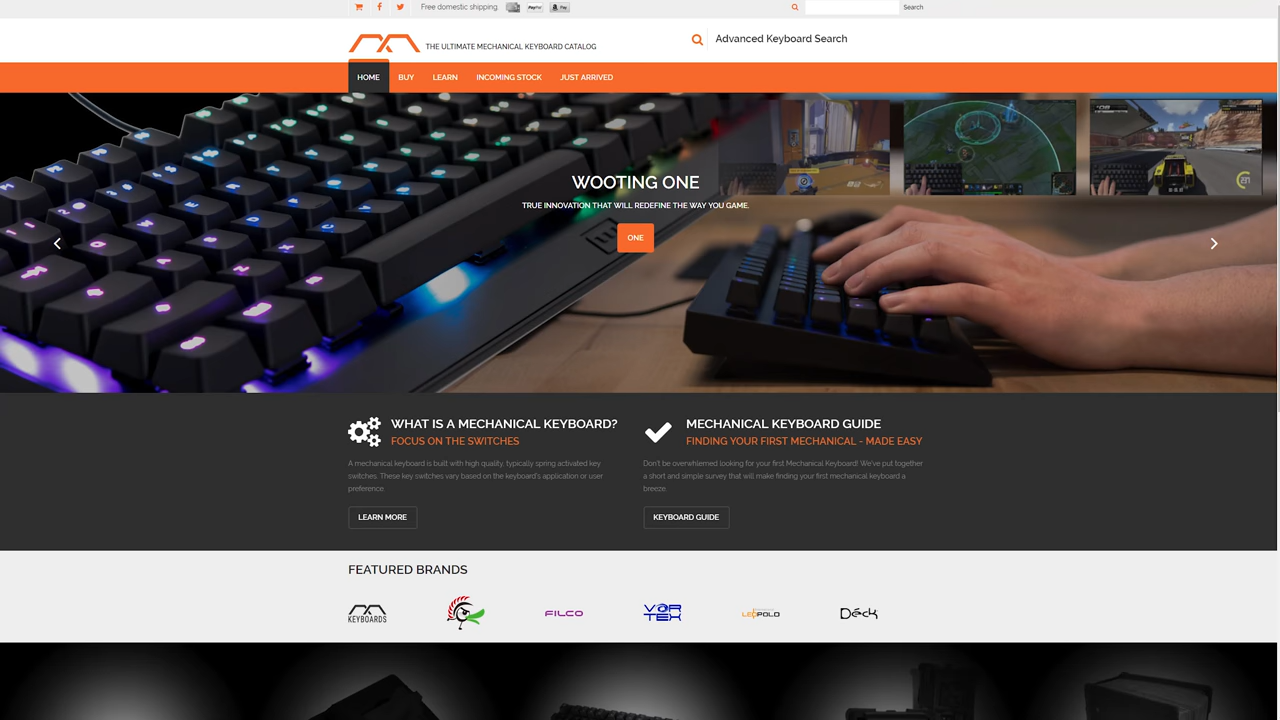 Free domestic shipping.
PayPal
Pay
Search
THE ULTIMATE MECHANICAL KEYBOARD CATALOG
Advanced Keyboard Search
HOME
BUY
LEARN
INCOMING STOCK
JUST ARRIVED
WOOTING ONE
TRUE INNOVATION THAT WILL REDEFINE THE WAY YOU GAME.
ONE
WHAT IS A MECHANICAL KEYBOARD?
FOCUS ON THE SWITCHES
A mechanical keyboard is built with high quality, typically spring activated key
switches. These key switches vary based on the keyboard's application or user
preference.
LEARN MORE
MECHANICAL KEYBOARD GUIDE
FINDING YOUR FIRST MECHANICAL - MADE EASY
Don't be overwhlemed looking for your first Mechanical Keyboard! We've put together
a short and simple survey that will make finding your first mechanical keyboard a
breeze.
KEYBOARD GUIDE
FEATURED BRANDS
KEYBOARDS
FILCO
VORTEX
LEOPOLD
Deck